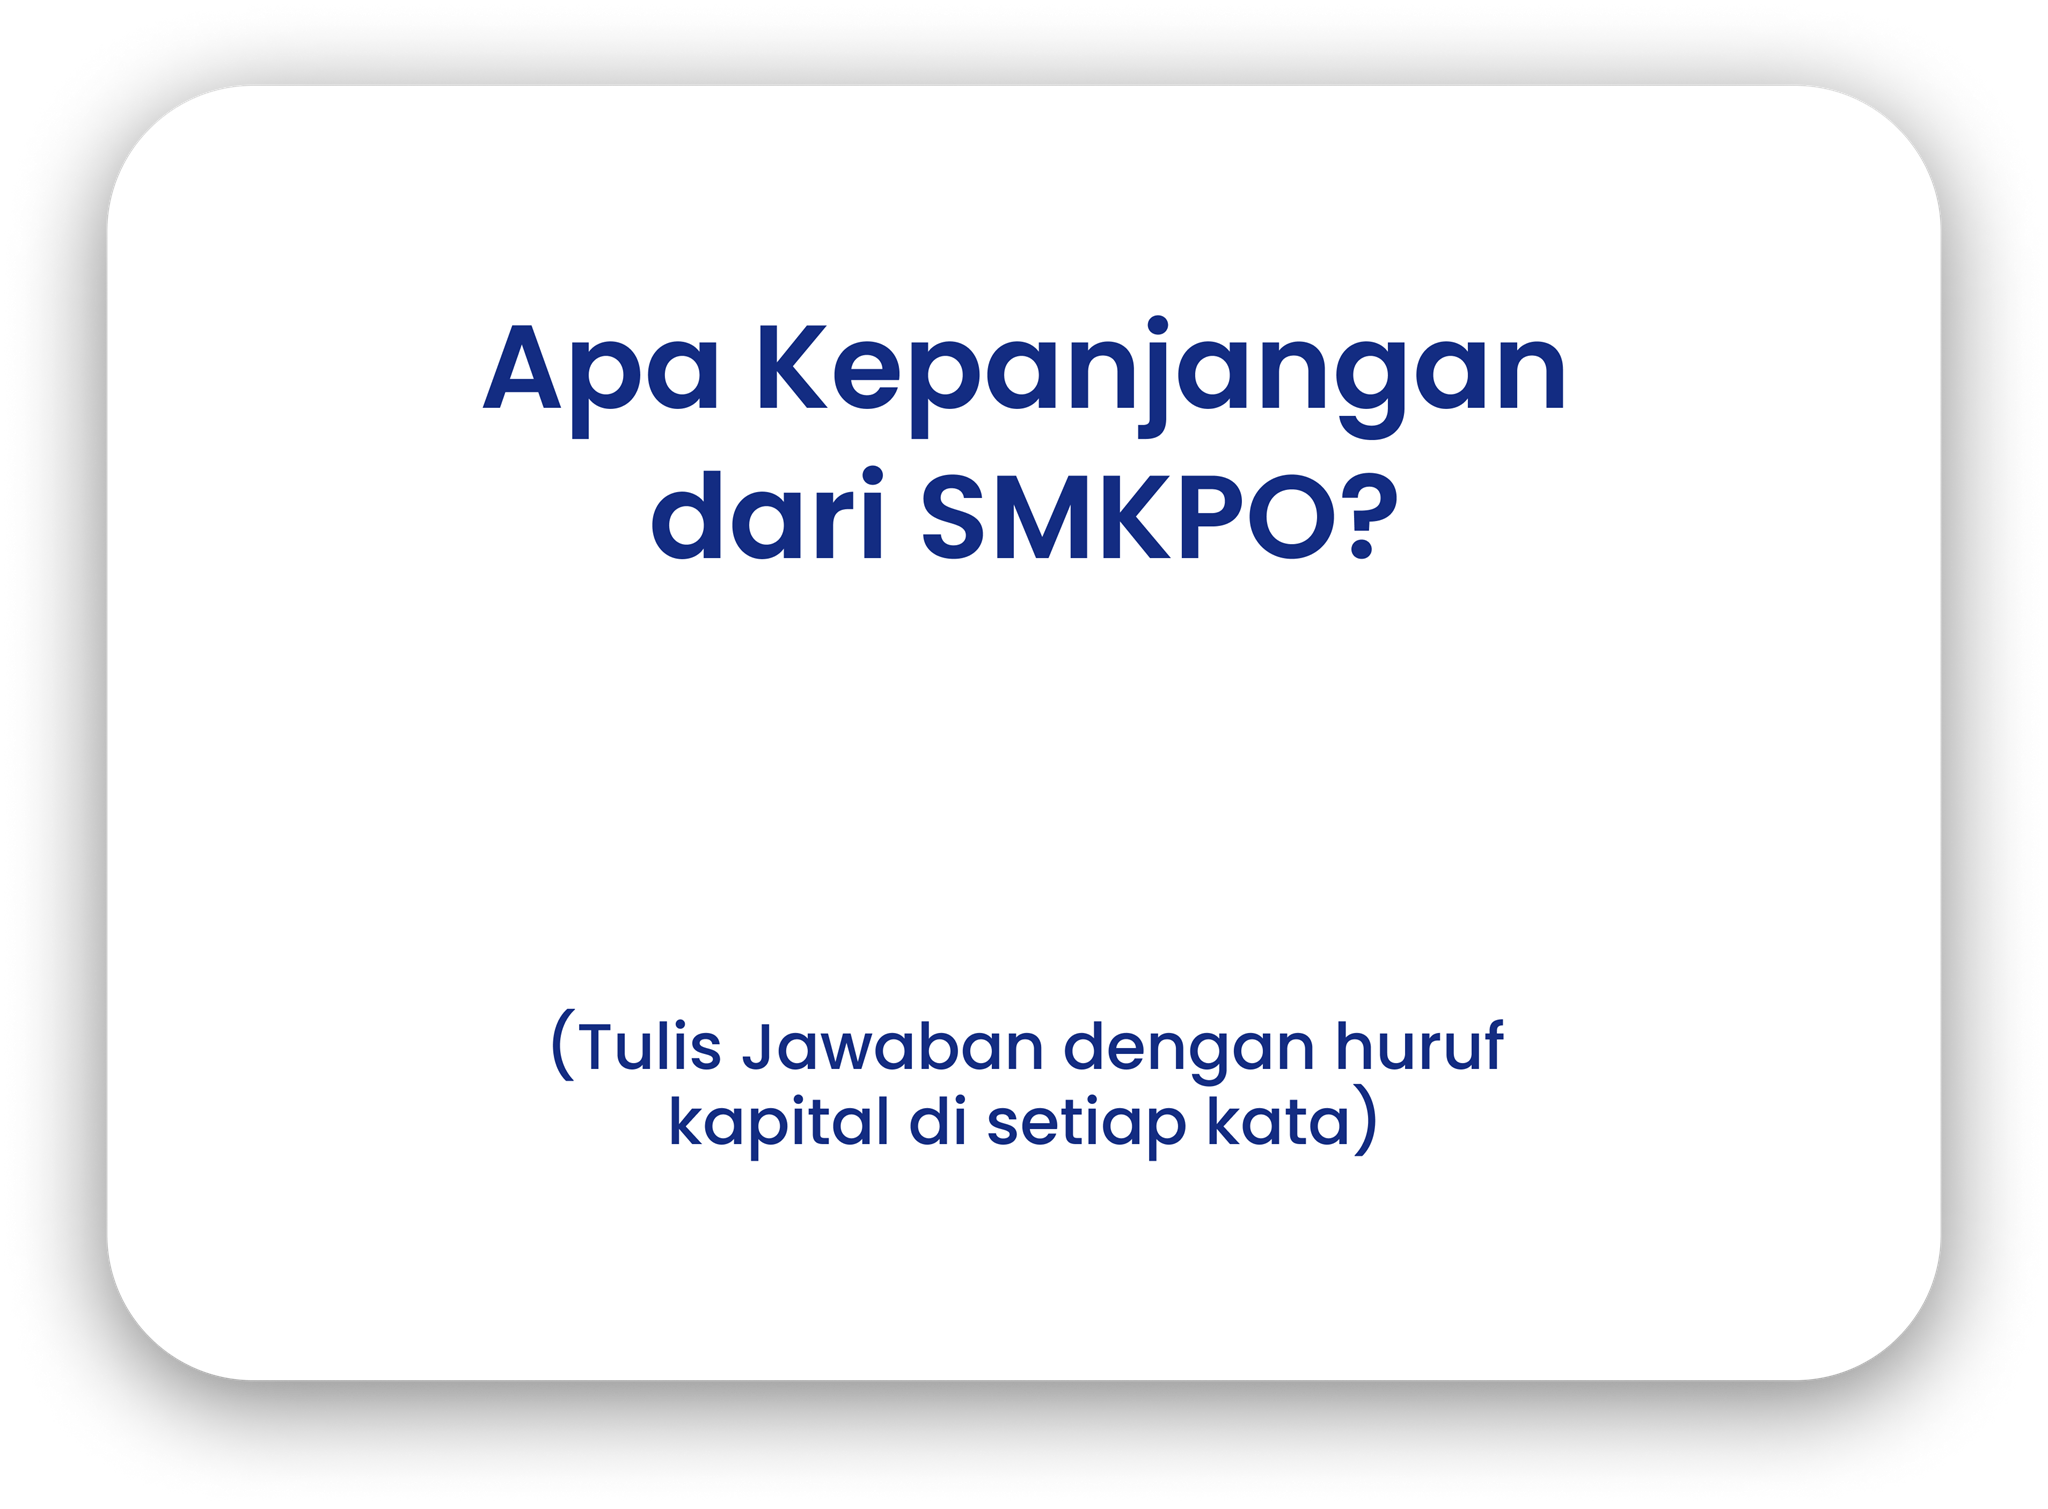 Apa Kepanjangan
dari SMKPO?
(Tulis Jawaban dengan huruf
kapital di setiap kata)